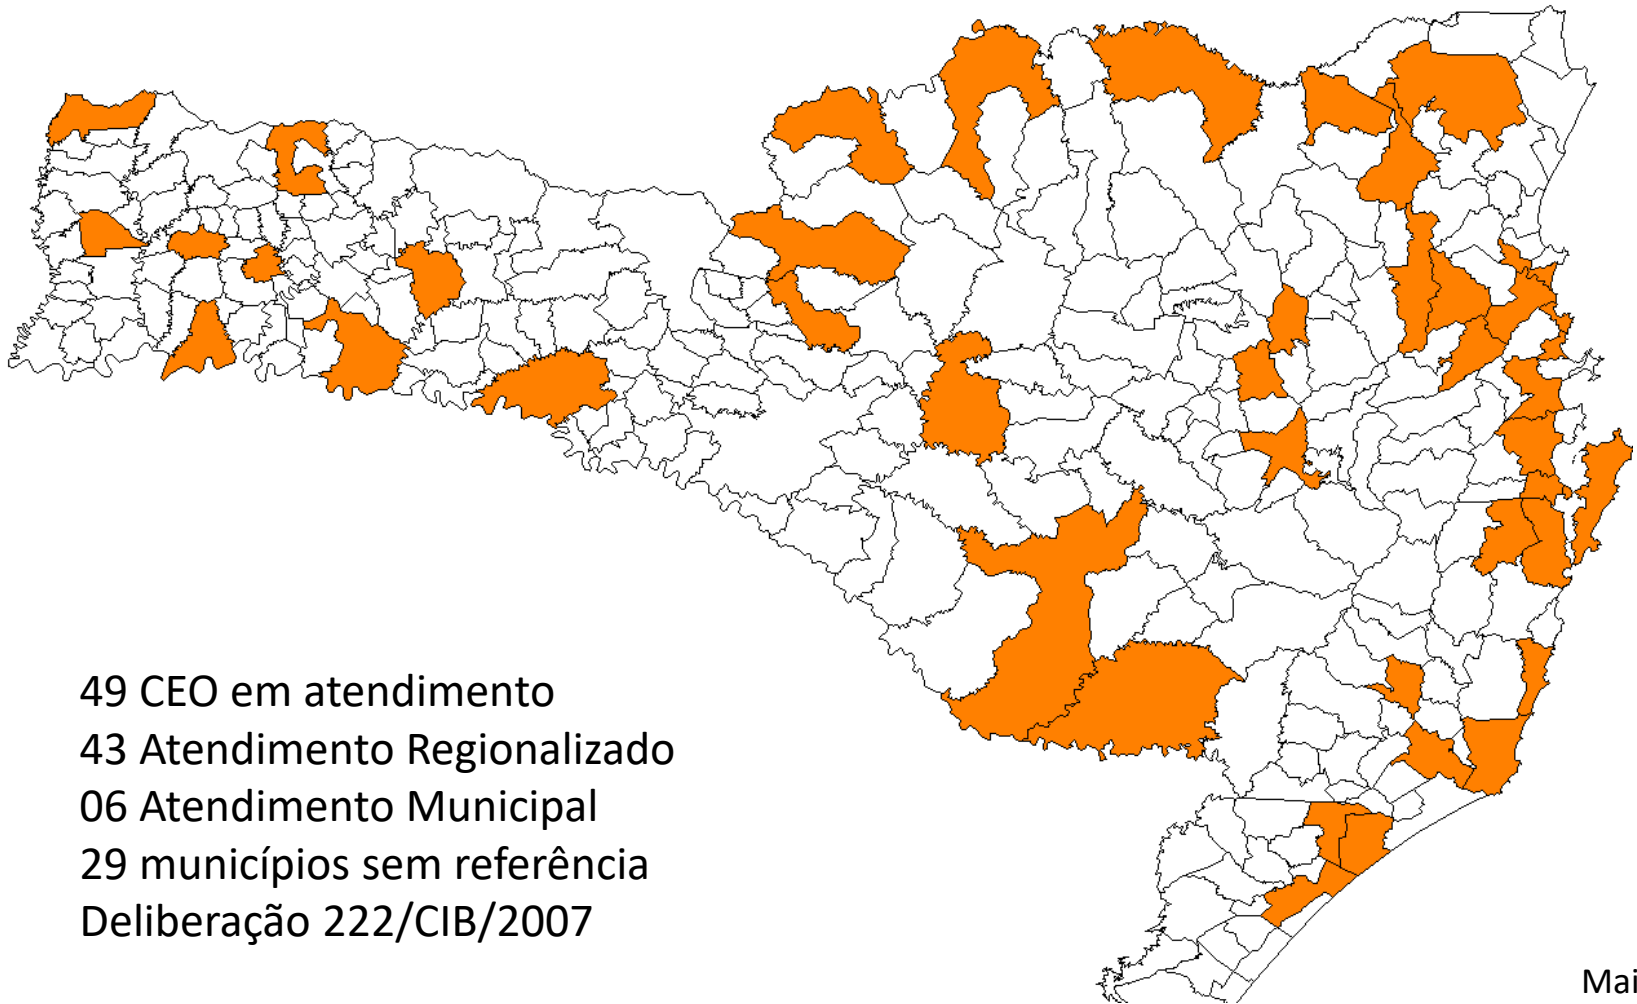 49 CEO em atendimento
43 Atendimento Regionalizado
06 Atendimento Municipal
29 municípios sem referência
Deliberação 222/CIB/2007
Mai